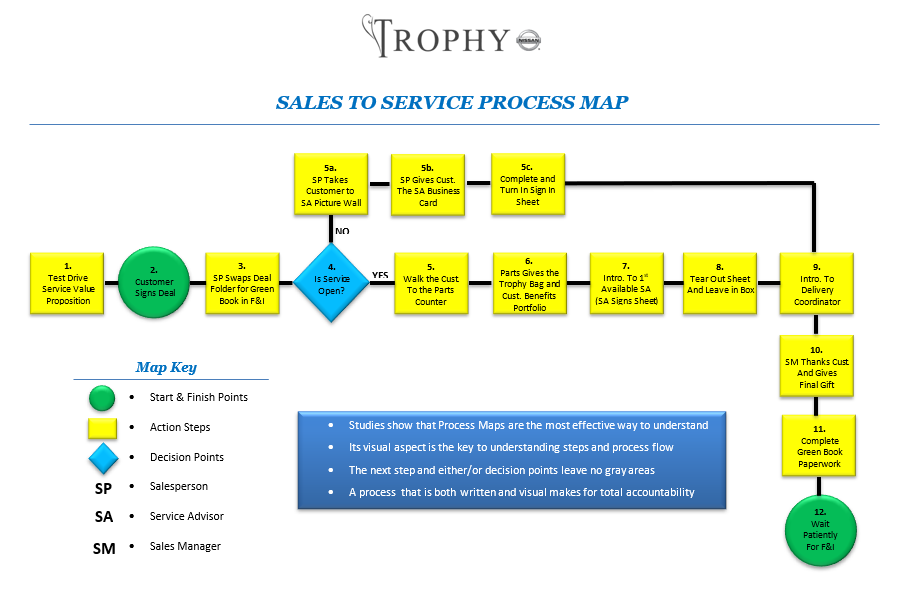 TROPHY
NISSAN
SALES TO SERVICE PROCESS MAP
5a.
SP Takes
Customer to
SA Picture Wall
5b.
SP Gives Cust.
The SA Business
Card
5c.
Complete and
Turn In Sign In
Sheet
NO
1.
Test Drive
Service Value
Proposition
2.
Customer
Signs Deal
3.
SP Swaps Deal
Folder for Green
Book in F&I
4.
Is Service
Open?
YES
5.
Walk the Cust.
To the Parts
Counter
6.
Parts Gives the
Trophy Bag and
Cust. Benefits
Portfolio
7.
Intro. To 1st
Available SA
(SA Signs Sheet)
8.
Tear Out Sheet
And Leave in Box
9.
Intro. To
Delivery
Coordinator
10.
SM Thanks Cust
And Gives
Final Gift
11.
Complete
Green Book
Paperwork
12.
Wait
Patiently
For F&I
Map Key
• Start & Finish Points
• Action Steps
• Decision Points
SP • Salesperson
SA • Service Advisor
SM • Sales Manager
• Studies show that Process Maps are the most effective way to understand
• Its visual aspect is the key to understanding steps and process flow
• The next step and either/or decision points leave no gray areas
• A process that is both written and visual makes for total accountability